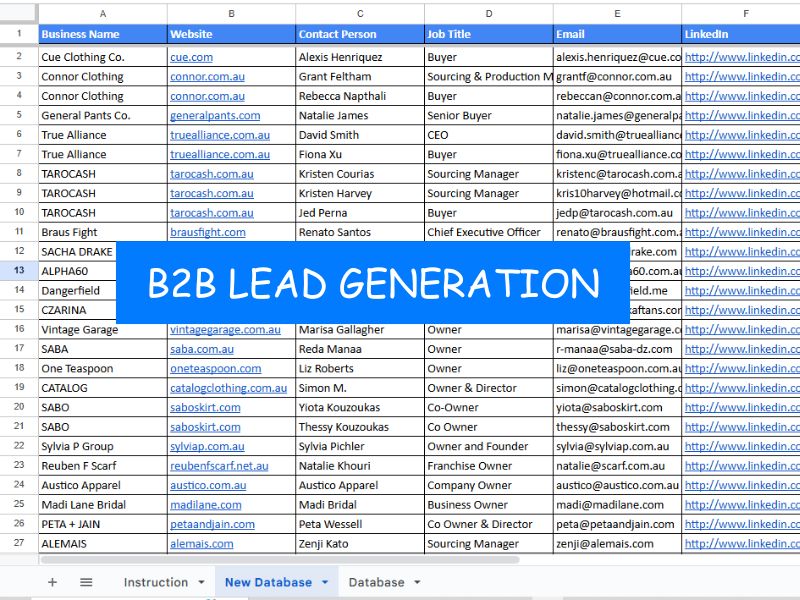 A B C D E F
1 Business Name Website Contact Person Job Title Email LinkedIn
2 Cue Clothing Co. cue.com Alexis Henriquez Buyer alexis.henriquez@cue.co http://www.linkedin.co
3 Connor Clothing connor.com.au Grant Feltham Sourcing & Production M grantf@connor.com.au http://www.linkedin.co
4 Connor Clothing connor.com.au Rebecca Napthali Buyer rebeccan@connor.com.a http://www.linkedin.co
5 General Pants Co. generalpants.com Natalie James Senior Buyer natalie.james@generalpa http://www.linkedin.co
6 True Alliance truealliance.com.au David Smith CEO david.smith@truealliance http://www.linkedin.co
7 True Alliance truealliance.com.au Fiona Xu Buyer fiona.xu@truealliance.co http://www.linkedin.co
8 TAROCASH tarocash.com.au Kristen Courias Sourcing Manager kristenc@tarocash.com.a http://www.linkedin.co
9 TAROCASH tarocash.com.au Kristen Harvey Sourcing Manager kris10harvey@hotmail.c http://www.linkedin.co
10 TAROCASH tarocash.com.au Jed Perna Buyer jedp@tarocash.com.au http://www.linkedin.co
11 Braus Fight brausfight.com Renato Santos Chief Executive Officer renato@brausfight.com. http://www.linkedin.co
12 SACHA DRAKE rake.com http://www.linkedin.co
13 ALPHA60 a60.com.au http://www.linkedin.co
14 Dangerfield field.me http://www.linkedin.co
15 CZARINA aftans.com http://www.linkedin.co
B2B LEAD GENERATION
16 Vintage Garage vintagegarage.com.au Marisa Gallagher Owner marisa@vintagegarage.c http://www.linkedin.co
17 SABA saba.com.au Reda Manaa Owner r-manaa@saba-dz.com http://www.linkedin.co
18 One Teaspoon oneteaspoon.com Liz Roberts Owner liz@oneteaspoon.com.a http://www.linkedin.co
19 CATALOG catalogclothing.com.au Simon M. Owner & Director simon@catalogclothing. http://www.linkedin.co
20 SABO saboskirt.com Yiota Kouzoukas Co-Owner yiota@saboskirt.com http://www.linkedin.co
21 SABO saboskirt.com Thessy Kouzoukas Co Owner thessy@saboskirt.com http://www.linkedin.co
22 Sylvia P Group sylviap.com.au Sylvia Pichler Owner and Founder sylvia@sylviap.com.au http://www.linkedin.co
23 Reuben F Scarf reubenfscarf.net.au Natalie Khouri Franchise Owner natalie@scarf.com.au http://www.linkedin.co
24 Austico Apparel austico.com.au Austico Apparel Company Owner austico@austico.com.au http://www.linkedin.co
25 Madi Lane Bridal madilane.com Madi Bridal Business Owner madi@madilane.com http://www.linkedin.co
26 PETA + JAIN petaandjain.com Peta Wessell Co Owner & Director peta@petaandjain.com http://www.linkedin.co
27 ALEMAIS alemais.com Zenji Kato Sourcing Manager zenji@alemais.com http://www.linkedin.co
Instruction New Database Database